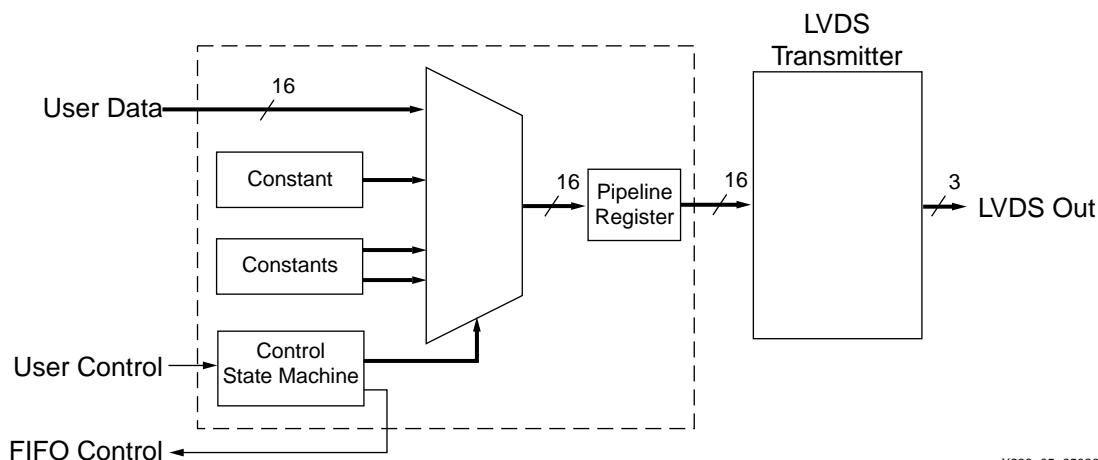 LVDS
Transmitter
User Data
16
Constant
Constants
16
Pipeline
Register
16
3
LVDS Out
User Control
Control
State Machine
FIFO Control